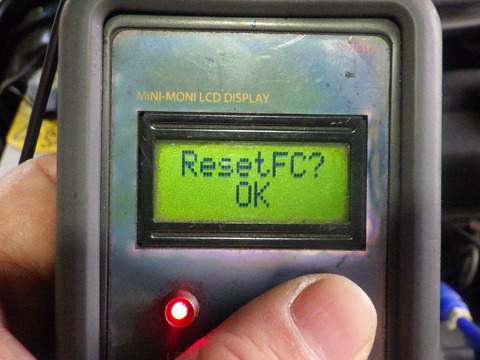 MINI-MONI LCD DISPLAY
ResetFC?
OK